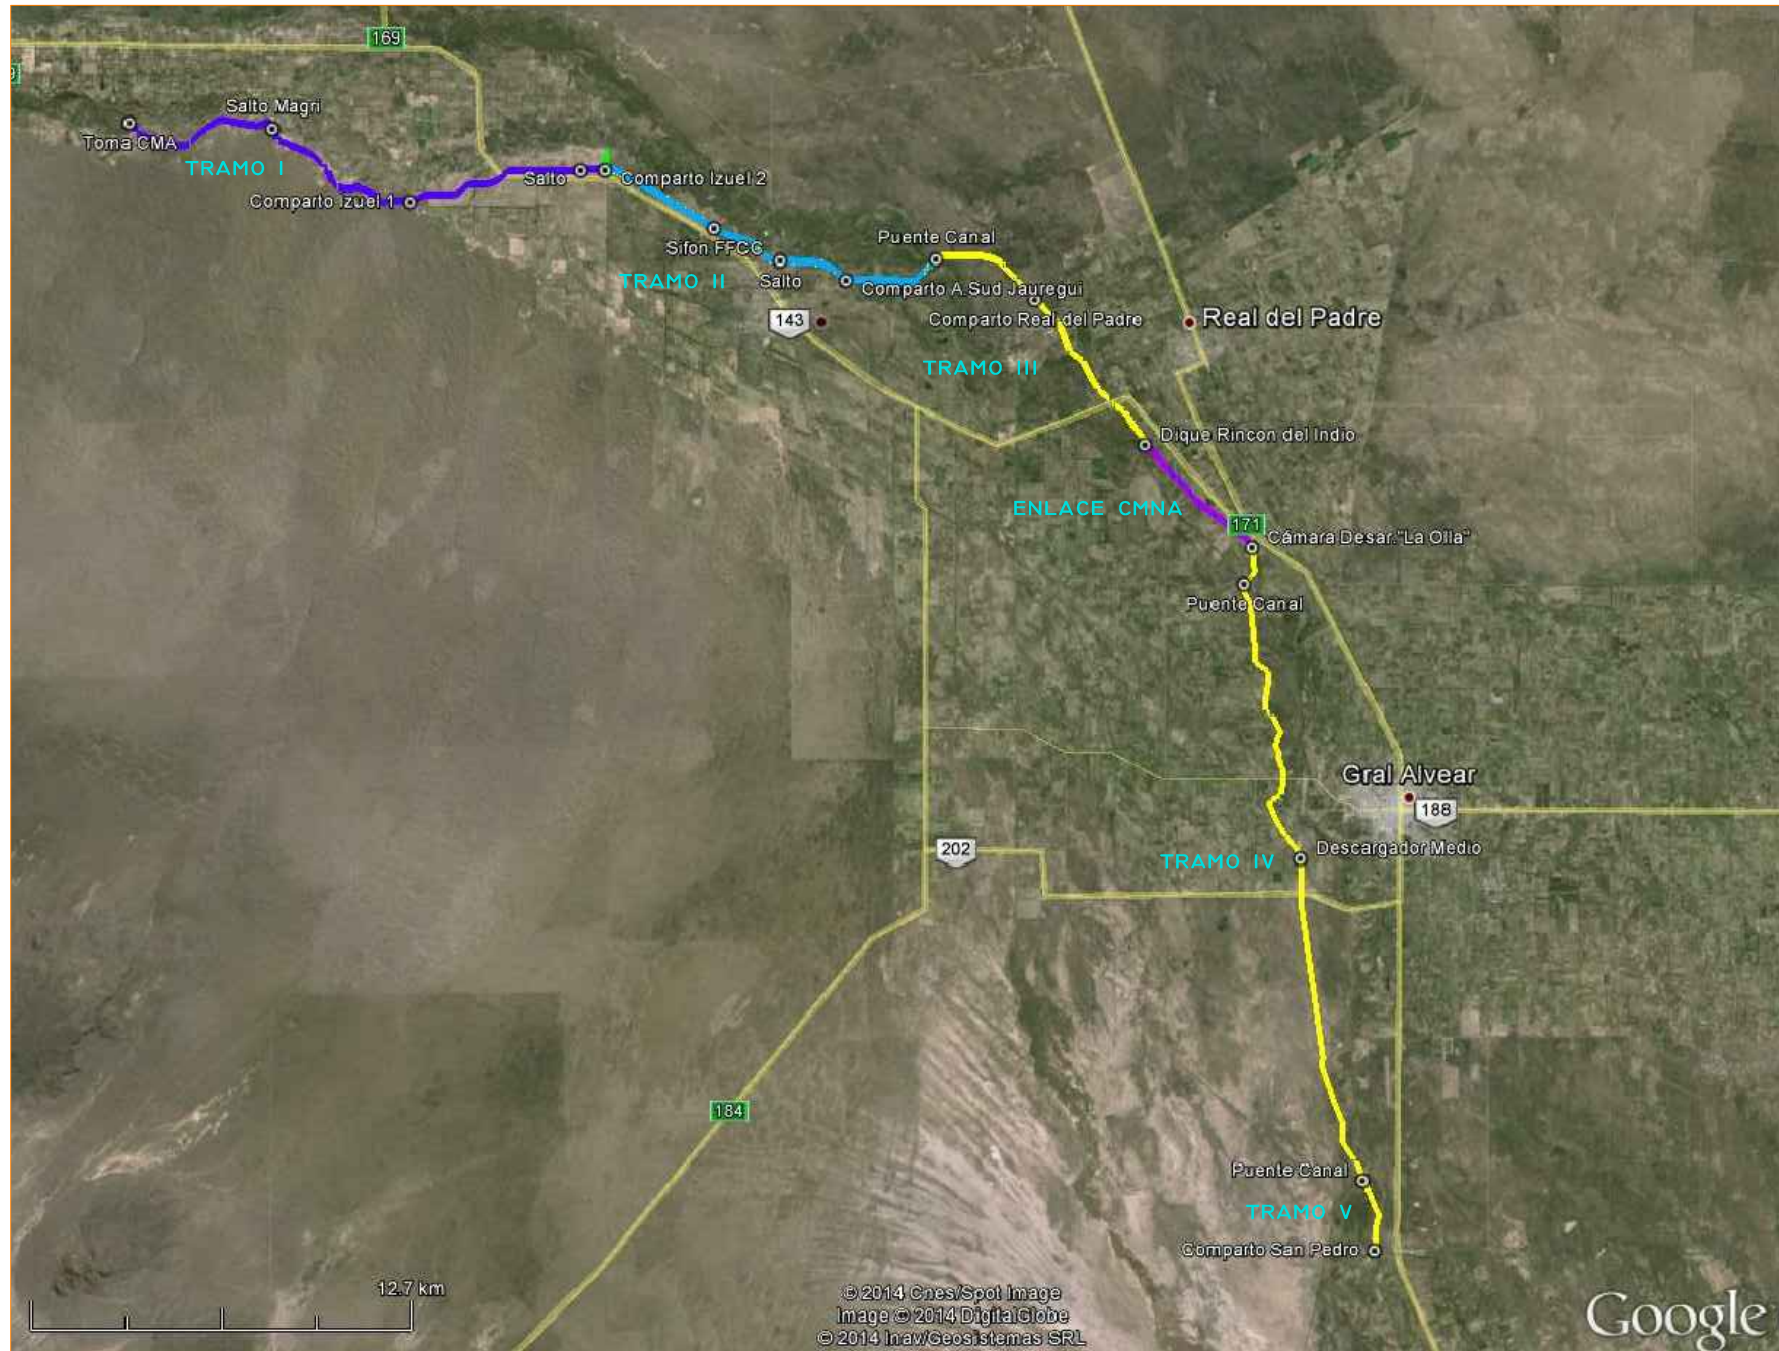 169
Salto Magri
Toma CMA
TRAMO I
Salto
Comparto Izuel 2
Comparto Izuel 1
Puente Canal
Sifon FFCC
TRAMO II
Salto
Comparto A.Sud Jauregui
143
Comparto Real del Padre
Real del Padre
TRAMO III
Dique Rincon del Indio
ENLACE CMNA
171
Cámara Desar."La Olla"
Puente Canal
Gral Alvear
188
202
TRAMO IV
Descargador Medio
184
Puente Canal
TRAMO V
Comparto San Pedro
12.7 km
© 2014 Cnes/Spot Image
Image © 2014 DigitalGlobe
© 2014 Inav/Geosistemas SRL
Google